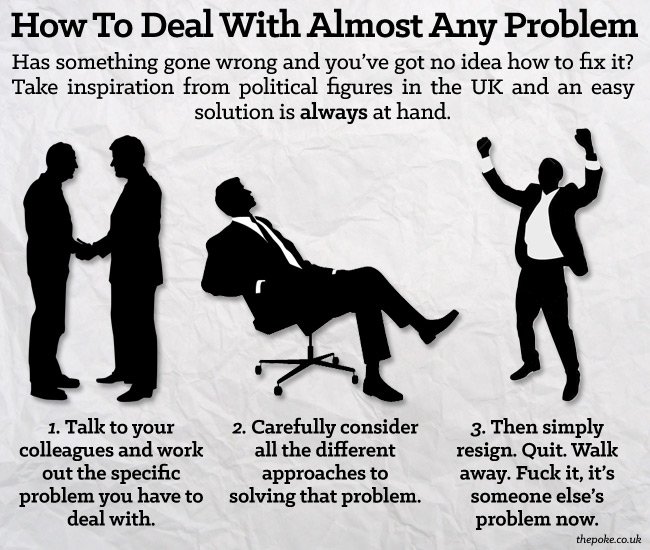 How To Deal With Almost Any Problem
Has something gone wrong and you’ve got no idea how to fix it?
Take inspiration from political figures in the UK and an easy
solution is always at hand.
1. Talk to your
colleagues and work
out the specific
problem you have to
deal with.
2. Carefully consider
all the different
approaches to
solving that problem.
3. Then simply
resign. Quit. Walk
away. Fuck it, it’s
someone else’s
problem now.
thepoke.co.uk